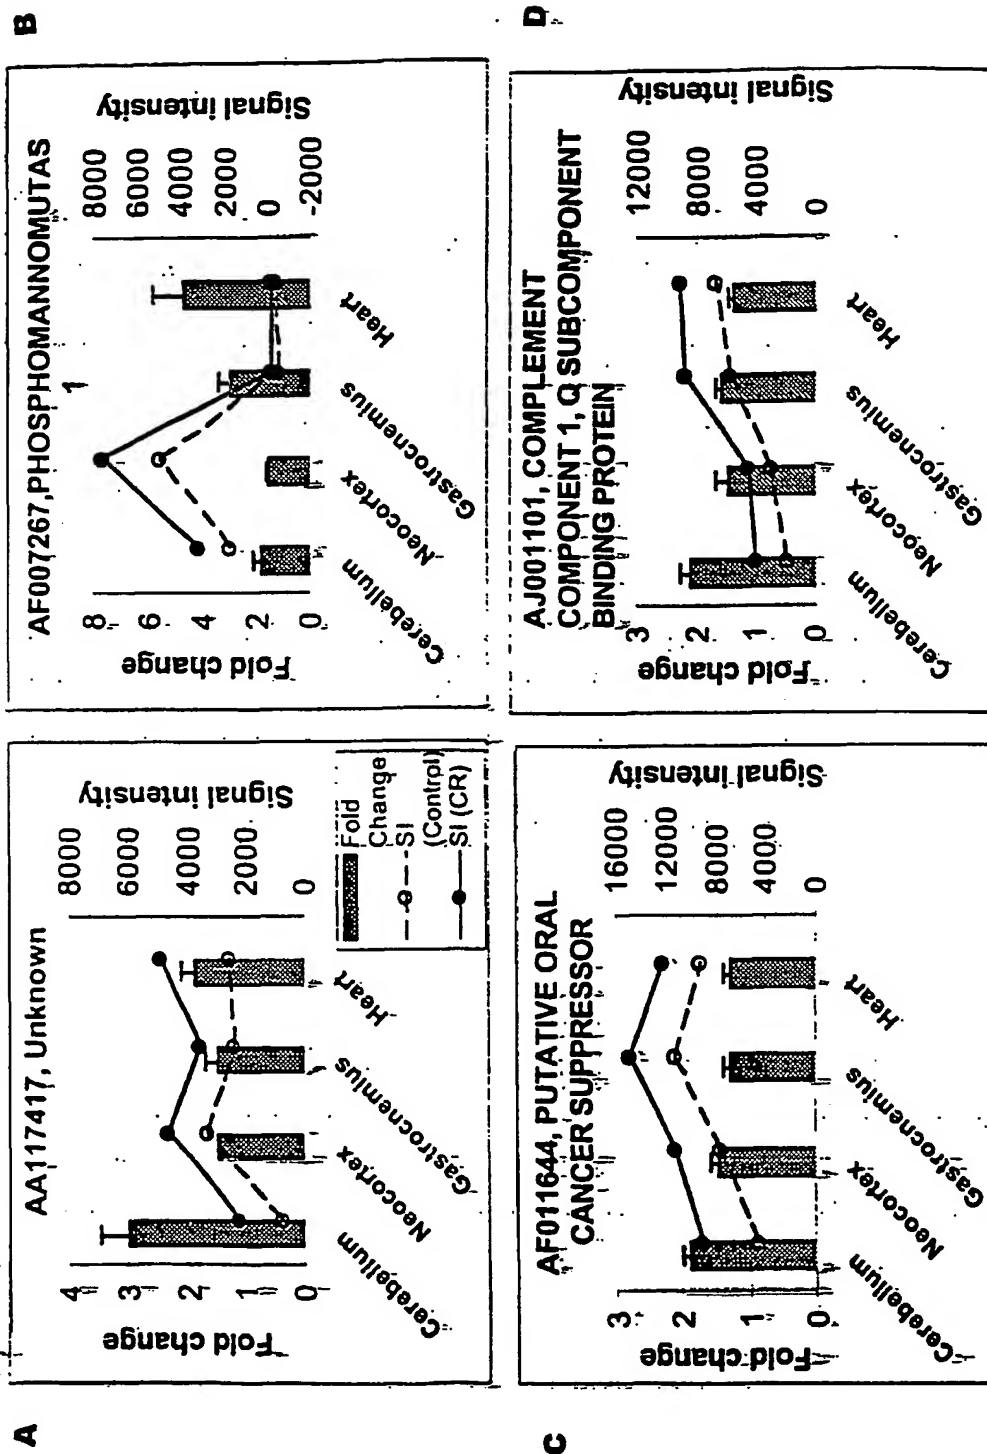 A
AA117417, Unknown
Fold change
4
3
2
1
0
Signal intensity
8000
6000
4000
2000
0
Cerebellum
Neocortex
Gastrocnemius
Heart
Fold
Change
SI
(Control)
SI (CR)
B
AF007267,PHOSPHOMANNOMUTAS
1
Fold change
8
6
4
2
0
Signal intensity
8000
6000
4000
2000
0
-2000
Cerebellum
Neocortex
Gastrocnemius
Heart
C
AF011644, PUTATIVE ORAL
CANCER SUPPRESSOR
Fold change
3
2
1
0
Signal intensity
16000
12000
8000
4000
0
Cerebellum
Neocortex
Gastrocnemius
Heart
D
AJ001101, COMPLEMENT
COMPONENT 1, Q SUBCOMPONENT
BINDING PROTEIN
Fold change
3
2
1
0
Signal intensity
12000
8000
4000
0
Cerebellum
Neocortex
Gastrocnemius
Heart